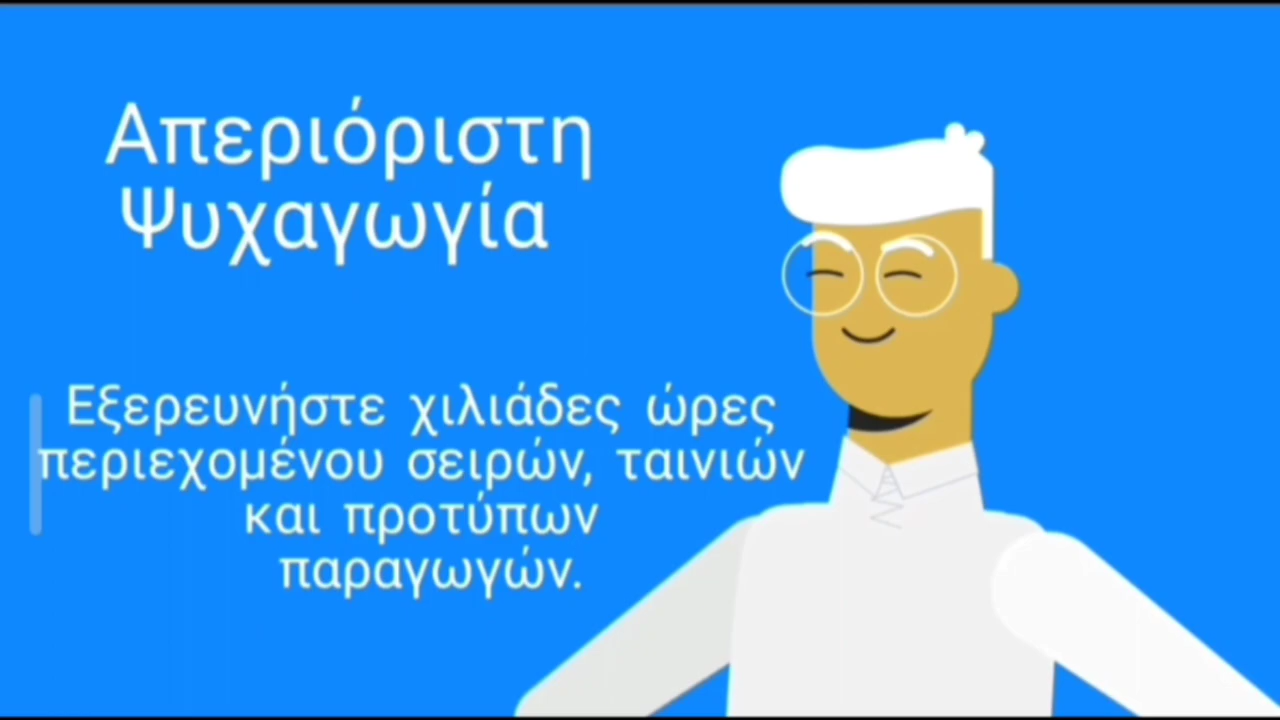 Απεριόριστη
Ψυχαγωγία
Εξερευνήστε χιλιάδες ώρες
περιεχομένου σειρών, ταινιών
και προτύπων
παραγωγών.